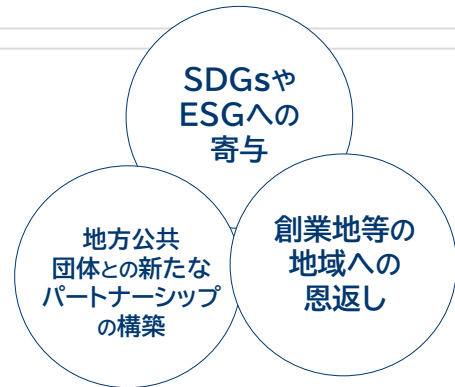 SDGsや
ESGへの
寄与
地方公共
団体との新たな
パートナーシップ
の構築
創業地等の
地域への
恩返し